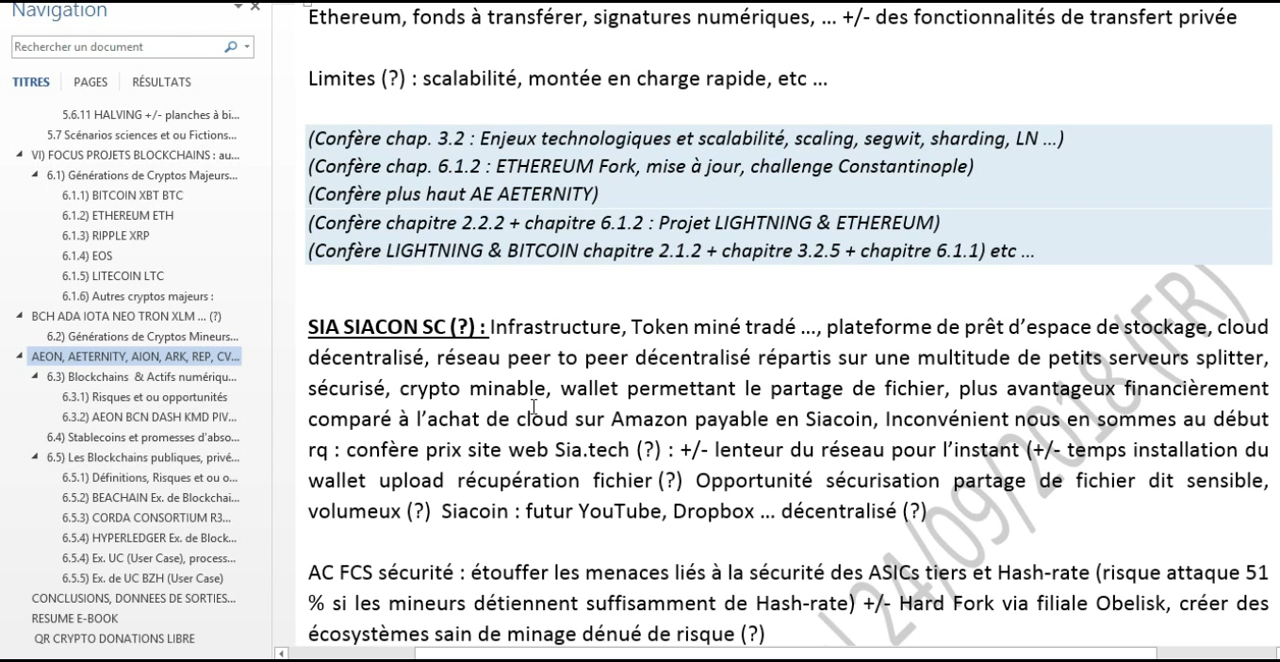 Navigation
Rechercher un document
TITRES PAGES RÉSULTATS
5.6.11 HALVING +/- planches à bi...
5.7 Scénarios sciences et ou Fictions...
VI) FOCUS PROJETS BLOCKCHAINS : au...
6.1) Générations de Cryptos Majeurs...
6.1.1) BITCOIN XBT BTC
6.1.2) ETHEREUM ETH
6.1.3) RIPPLE XRP
6.1.4) EOS
6.1.5) LITECOIN LTC
6.1.6) Autres cryptos majeurs :
BCH ADA IOTA NEO TRON XLM ... (?)
6.2) Générations de Cryptos Mineurs...
AEON, AETERNITY, AION, ARK, REP, CV...
6.3) Blockchains & Actifs numériqu...
6.3.1) Risques et ou opportunités
6.3.2) AEON BCN DASH KMD PIV...
6.4) Stablecoins et promesses d'abso...
6.5) Les Blockchains publiques, privé...
6.5.1) Définitions, Risques et ou o...
6.5.2) BEACHAIN Ex. de Blockchai...
6.5.3) CORDA CONSORTIUM R3...
6.5.4) HYPERLEDGER Ex. de Block...
6.5.4) Ex. UC (User Case), process...
6.5.5) Ex. de UC BZH (User Case)
CONCLUSIONS, DONNEES DE SORTIES...
RESUME E-BOOK
QR CRYPTO DONATIONS LIBRE
Ethereum, fonds à transférer, signatures numériques, ... +/- des fonctionnalités de transfert privée
Limites (?) : scalabilité, montée en charge rapide, etc ...
(Confère chap. 3.2 : Enjeux technologiques et scalabilité, scaling, segwit, sharding, LN ...)
(Confère chap. 6.1.2 : ETHEREUM Fork, mise à jour, challenge Constantinople)
(Confère plus haut AE AETERNITY)
(Confère chapitre 2.2.2 + chapitre 6.1.2 : Projet LIGHTNING & ETHEREUM)
(Confère LIGHTNING & BITCOIN chapitre 2.1.2 + chapitre 3.2.5 + chapitre 6.1.1) etc ...
SIA SIACON SC (?) : Infrastructure, Token miné tradé ..., plateforme de prêt d'espace de stockage, cloud
décentralisé, réseau peer to peer décentralisé répartis sur une multitude de petits serveurs splitter,
sécurisé, crypto minable, wallet permettant le partage de fichier, plus avantageux financièrement
comparé à l'achat de cloud sur Amazon payable en Siacoin, Inconvénient nous en sommes au début
rq : confère prix site web Sia.tech (?) : +/- lenteur du réseau pour l'instant (+/- temps installation du
wallet upload récupération fichier (?) Opportunité sécurisation partage de fichier dit sensible,
volumeux (?) Siacoin : futur YouTube, Dropbox ... décentralisé (?)
AC FCS sécurité : étouffer les menaces liés à la sécurité des ASICs tiers et Hash-rate (risque attaque 51
% si les mineurs détiennent suffisamment de Hash-rate) +/- Hard Fork via filiale Obelisk, créer des
écosystèmes sain de minage dénué de risque (?)
24/09/2018 (FR)